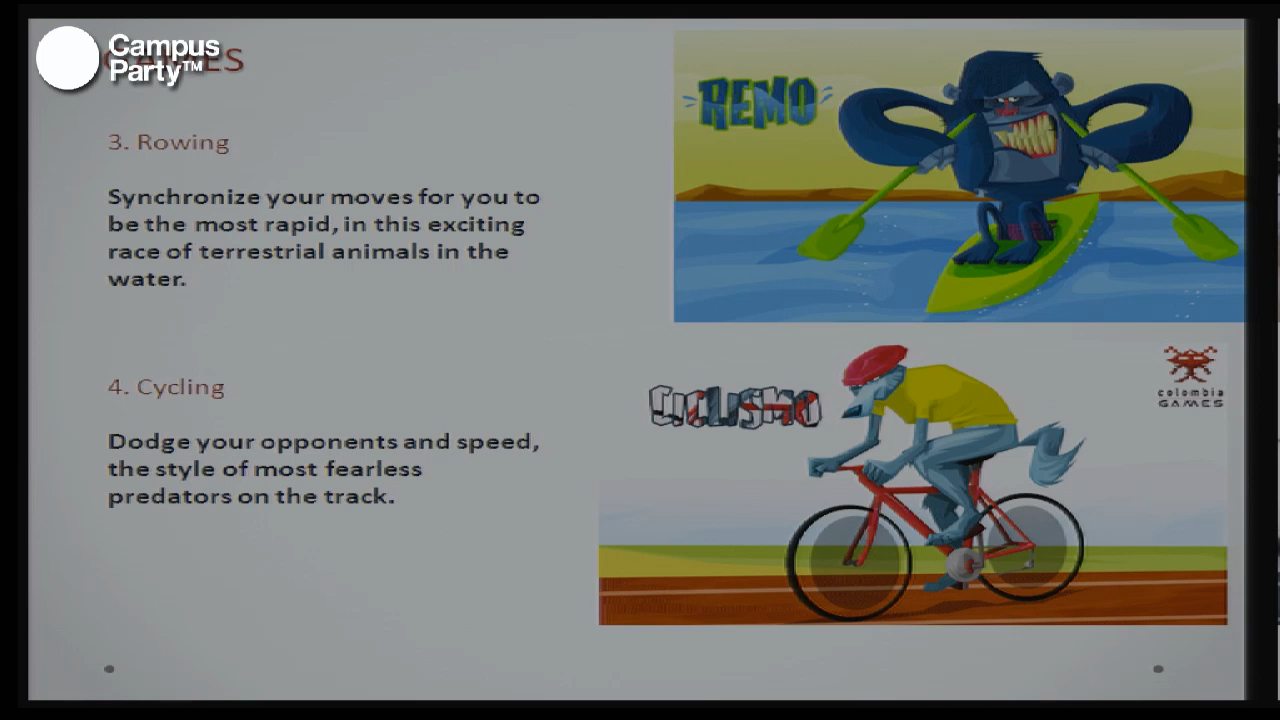 Campus
Party™
GAMES
3. Rowing
Synchronize your moves for you to
be the most rapid, in this exciting
race of terrestrial animals in the
water.
REMO
4. Cycling
Dodge your opponents and speed,
the style of most fearless
predators on the track.
CICLISMO
colombia
GAMES